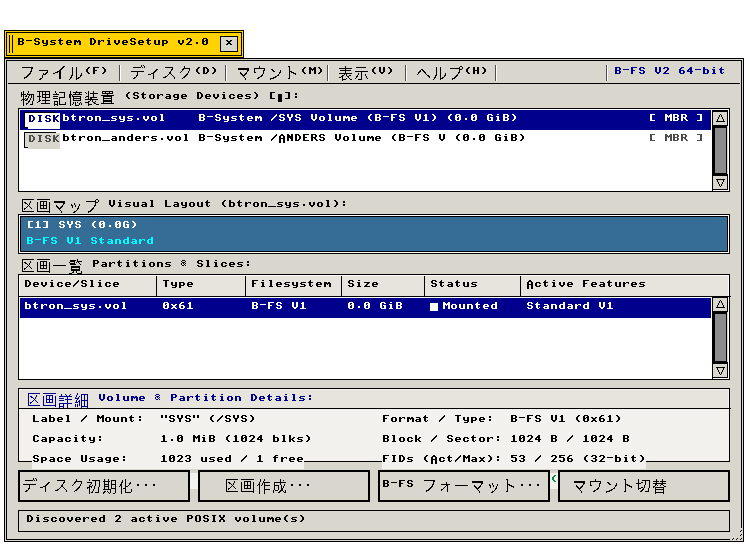 B-System DriveSetup v2.0 ×
ファイル(F) ディスク(D) マウント(M) 表示(V) ヘルプ(H) B-FS V2 64-bit
物理記憶装置 (Storage Devices) [▮]:
DISK btron_sys.vol B-System /SYS Volume (B-FS V1) (0.0 GiB) [ MBR ]
DISK btron_anders.vol B-System /ANDERS Volume (B-FS V (0.0 GiB) [ MBR ]
区画マップ Visual Layout (btron_sys.vol):
[1] SYS (0.0G)
B-FS V1 Standard
区画一覧 Partitions & Slices:
Device/Slice Type Filesystem Size Status Active Features
btron_sys.vol 0x61 B-FS V1 0.0 GiB Mounted Standard V1
区画詳細 Volume & Partition Details:
Label / Mount: "SYS" (/SYS) Format / Type: B-FS V1 (0x61)
Capacity: 1.0 MiB (1024 blks) Block / Sector: 1024 B / 1024 B
Space Usage: 1023 used / 1 free FIDs (Act/Max): 53 / 256 (32-bit)
ディスク初期化... 区画作成... B-FS フォーマット... ( マウント切替
Discovered 2 active POSIX volume(s)